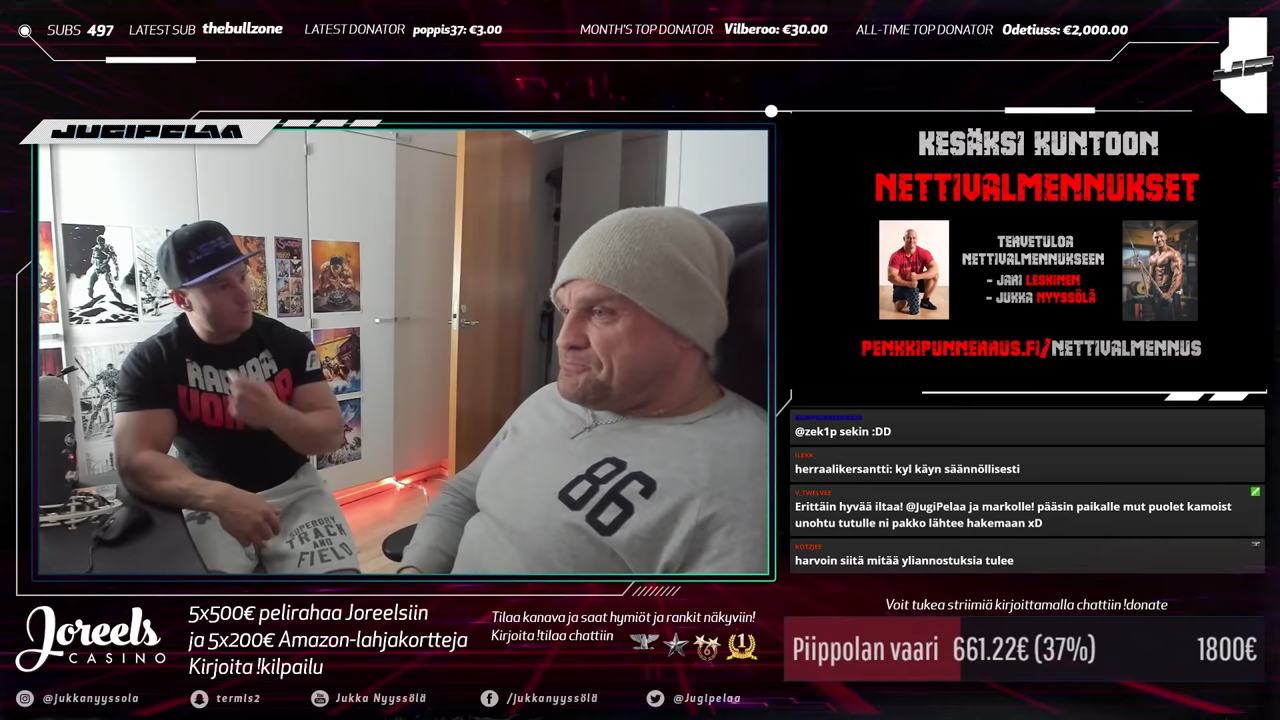 SUBS 497 LATEST SUB thebullzone LATEST DONATOR poppis37: €3.00 MONTH'S TOP DONATOR Vilberoo: €30.00 ALL-TIME TOP DONATOR Odetiuss: €2,000.00
JUGIPELAA
KESÄKSI KUNTOON
NETTIVALMENNUKSET
TERVETULOA
NETTIVALMENNUKSEEN
- JARI LESKINEN
- JUKKA NYYSSÖLÄ
PENKKIPUNNERRUS.FI/NETTIVALMENNUS
86
SUPERDRY
TRACK
AND
FIELD
@zek1p sekin :DD
ILEKK_
herraalikersantti: kyl käyn säännöllisesti
V_TWELVEE
Erittäin hyvää iltaa! @JugiPelaa ja markolle! pääsin paikalle mut puolet kamoist
unohtu tutulle ni pakko lähtee hakemaan xD
KOTZJEE
harvoin siitä mitää yliannostuksia tulee
Joreels
CASINO
5x500€ pelirahaa Joreelsiin
ja 5x200€ Amazon-lahjakortteja
Kirjoita !kilpailu
Tilaa kanava ja saat hymiöt ja rankit näkyviin!
Kirjoita !tilaa chattiin
Voit tukea striimiä kirjoittamalla chattiin !donate
Piippolan vaari 661.22€ (37%) 1800€
@jukkanyyssola termis2 Jukka Nyyssölä /jukkanyyssölä @Jugipelaa